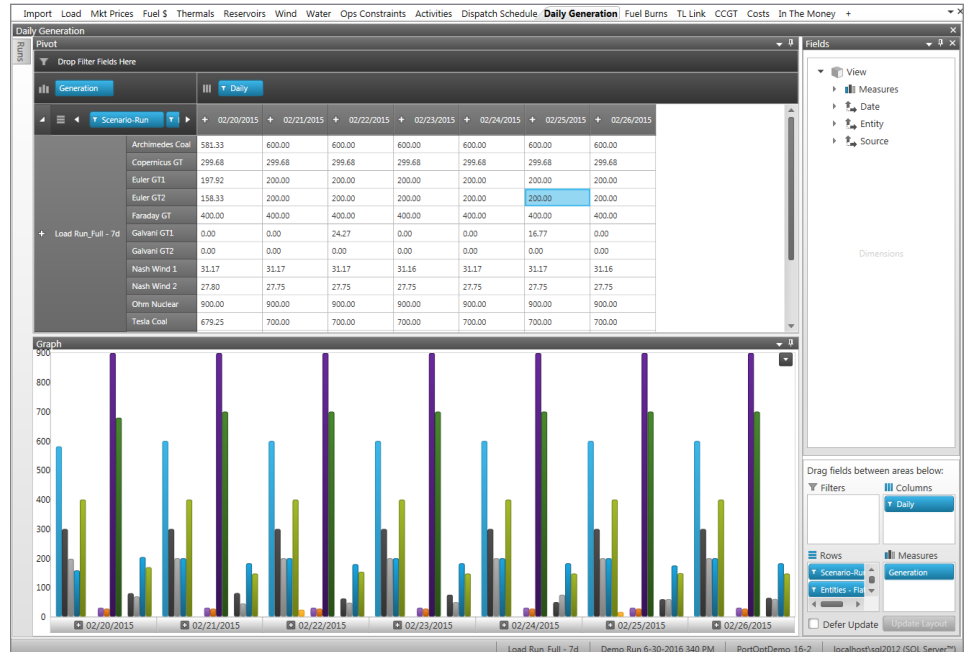 Import Load Mkt Prices Fuel $ Thermals Reservoirs Wind Water Ops Constraints Activities Dispatch Schedule Daily Generation Fuel Burns TL Link CCGT Costs In The Money +
Daily Generation
Runs
Pivot
Drop Filter Fields Here
Generation
Daily
Scenario-Run
+ 02/20/2015 + 02/21/2015 + 02/22/2015 + 02/23/2015 + 02/24/2015 + 02/25/2015 + 02/26/2015
+ Load Run_Full - 7d
Archimedes Coal 581.33 600.00 600.00 600.00 600.00 600.00 600.00
Copernicus GT 299.68 299.68 299.68 299.68 299.68 299.68 299.68
Euler GT1 197.92 200.00 200.00 200.00 200.00 200.00 200.00
Euler GT2 158.33 200.00 200.00 200.00 200.00 200.00 200.00
Faraday GT 400.00 400.00 400.00 400.00 400.00 400.00 400.00
Galvani GT1 0.00 0.00 24.27 0.00 0.00 16.77 0.00
Galvani GT2 0.00 0.00 0.00 0.00 0.00 0.00 0.00
Nash Wind 1 31.17 31.17 31.17 31.16 31.17 31.17 31.16
Nash Wind 2 27.80 27.75 27.75 27.75 27.75 27.75 27.75
Ohm Nuclear 900.00 900.00 900.00 900.00 900.00 900.00 900.00
Tesla Coal 679.25 700.00 700.00 700.00 700.00 700.00 700.00
Graph
900
800
700
600
500
400
300
200
100
0
+ 02/20/2015 + 02/21/2015 + 02/22/2015 + 02/23/2015 + 02/24/2015 + 02/25/2015 + 02/26/2015
Fields
View
Measures
Date
Entity
Source
Dimensions
Drag fields between areas below:
Filters Columns
Daily
Rows Measures
Scenario-Ru Generation
Entities - Fla
Defer Update Update Layout
Load Run_Full - 7d Demo Run 6-30-2016 340 PM PortOptDemo_16-2 localhost\sql2012 (SQL Server™)